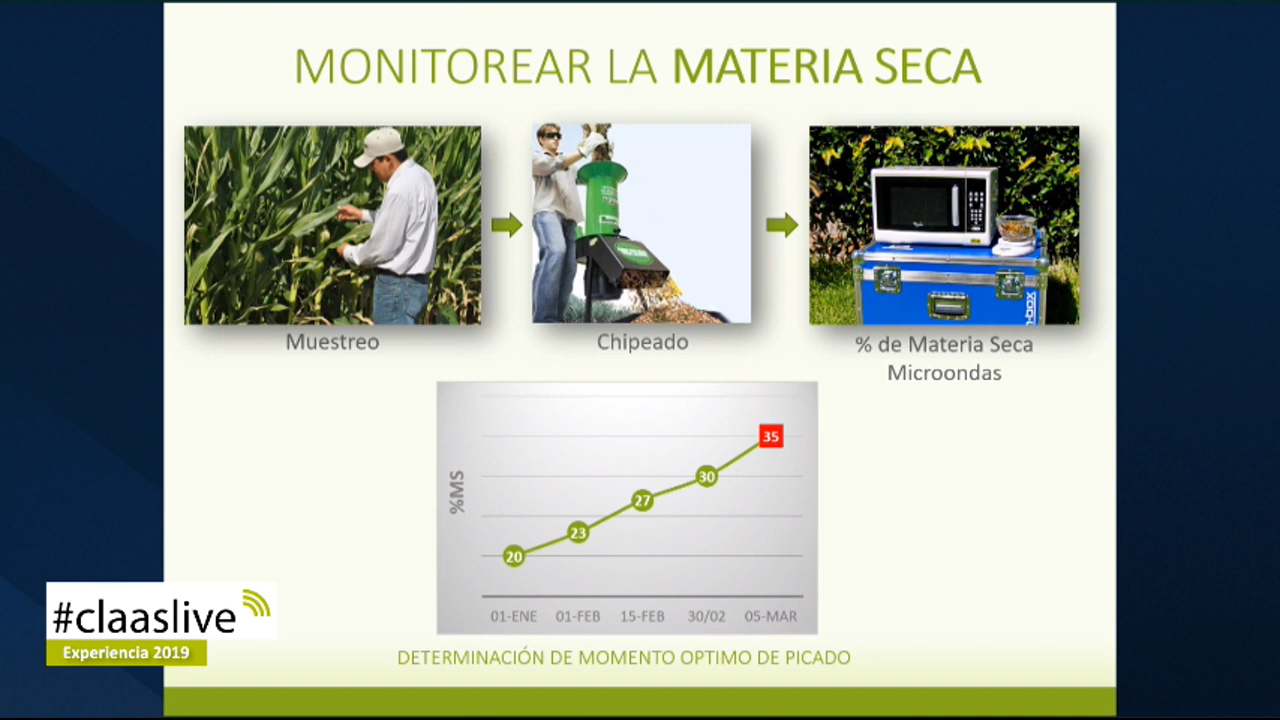 MONITOREAR LA MATERIA SECA
Muestreo
Chipeado
% de Materia Seca
Microondas
%MS
35
30
27
23
20
01-ENE 01-FEB 15-FEB 30/02 05-MAR
DETERMINACIÓN DE MOMENTO OPTIMO DE PICADO
#claaslive
Experiencia 2019